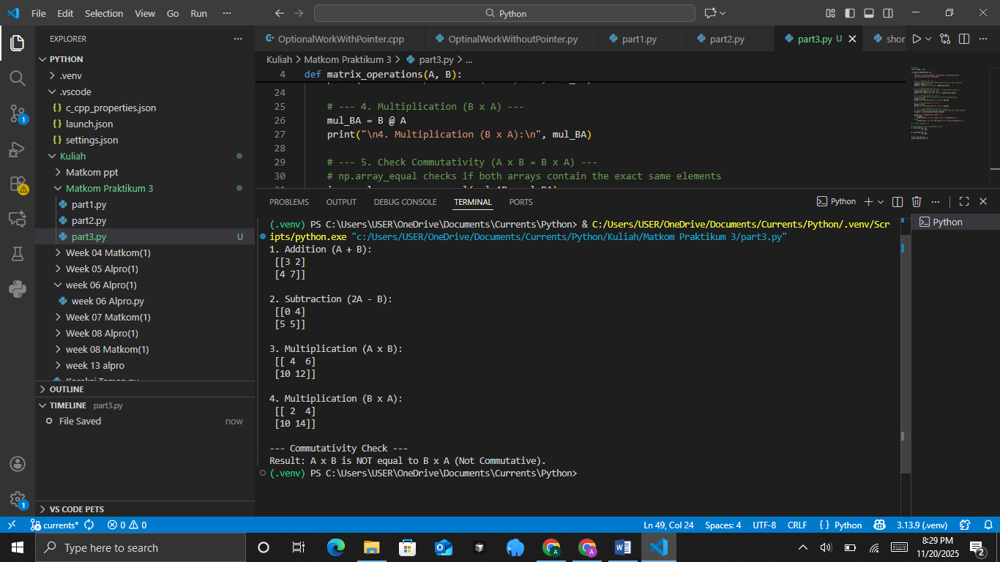 File Edit Selection View Go Run ···
Python
EXPLORER ···
PYTHON
.venv
.vscode
{} c_cpp_properties.json
{} launch.json
{} settings.json
Kuliah
Matkom ppt
Matkom Praktikum 3
part1.py
part2.py
part3.py U
Week 04 Matkom(1)
Week 05 Alpro(1)
week 06 Alpro(1)
week 06 Alpro.py
Week 07 Matkom(1)
Week 08 Alpro(1)
week 08 Matkom(1)
week 13 alpro
OUTLINE
TIMELINE part3.py
File Saved now
VS CODE PETS
OptionalWorkWithPointer.cpp OptinalWorkWithoutPointer.py part1.py part2.py part3.py U shor
Kuliah > Matkom Praktikum 3 > part3.py > ...
4 def matrix_operations(A, B):
24
25 # --- 4. Multiplication (B x A) ---
26 mul_BA = B @ A
27 print("\n4. Multiplication (B x A):\n", mul_BA)
28
29 # --- 5. Check Commutativity (A x B = B x A) ---
30 # np.array_equal checks if both arrays contain the exact same elements
PROBLEMS OUTPUT DEBUG CONSOLE TERMINAL PORTS Python
(.venv) PS C:\Users\USER\OneDrive\Documents\Currents\Python> & C:/Users/USER/OneDrive/Documents/Currents/Python/.venv/Scr
ipts/python.exe "c:/Users/USER/OneDrive/Documents/Currents/Python/Kuliah/Matkom Praktikum 3/part3.py"
1. Addition (A + B):
[[3 2]
[4 7]]
2. Subtraction (2A - B):
[[0 4]
[5 5]]
3. Multiplication (A x B):
[[ 4 6]
[10 12]]
4. Multiplication (B x A):
[[ 2 4]
[10 14]]
--- Commutativity Check ---
Result: A x B is NOT equal to B x A (Not Commutative).
(.venv) PS C:\Users\USER\OneDrive\Documents\Currents\Python>
Python
currents* 0 0 Ln 49, Col 24 Spaces: 4 UTF-8 CRLF {} Python 3.13.9 (.venv)
Type here to search
8:29 PM
11/20/2025
2